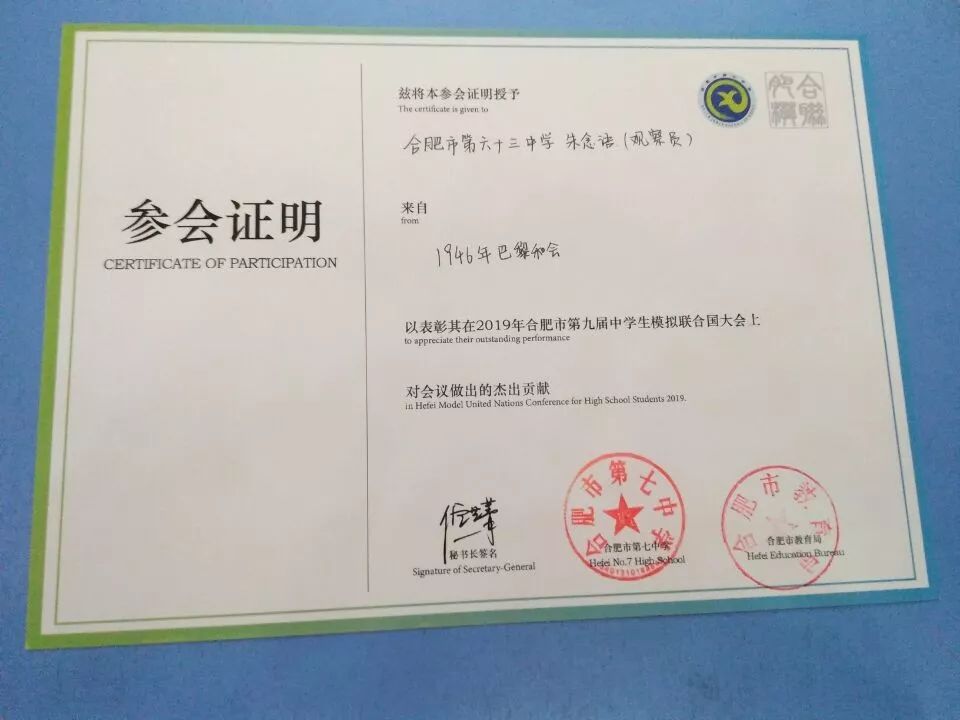 参会证明
CERTIFICATE OF PARTICIPATION
兹将本参会证明授予
The certificate is given to
合肥市第六十三中学 朱念语(观察员)
来自
from
1946年巴黎和会
以表彰其在2019年合肥市第九届中学生模拟联合国大会上
to appreciate their outstanding performance
对会议做出的杰出贡献
in Hefei Model United Nations Conference for High School Students 2019.
秘书长签名
Signature of Secretary-General
合肥市第七中学
合肥市第七中学
Hefei No.7 High School
合肥市教育局
合肥市教育局
Hefei Education Bureau
合肥模联